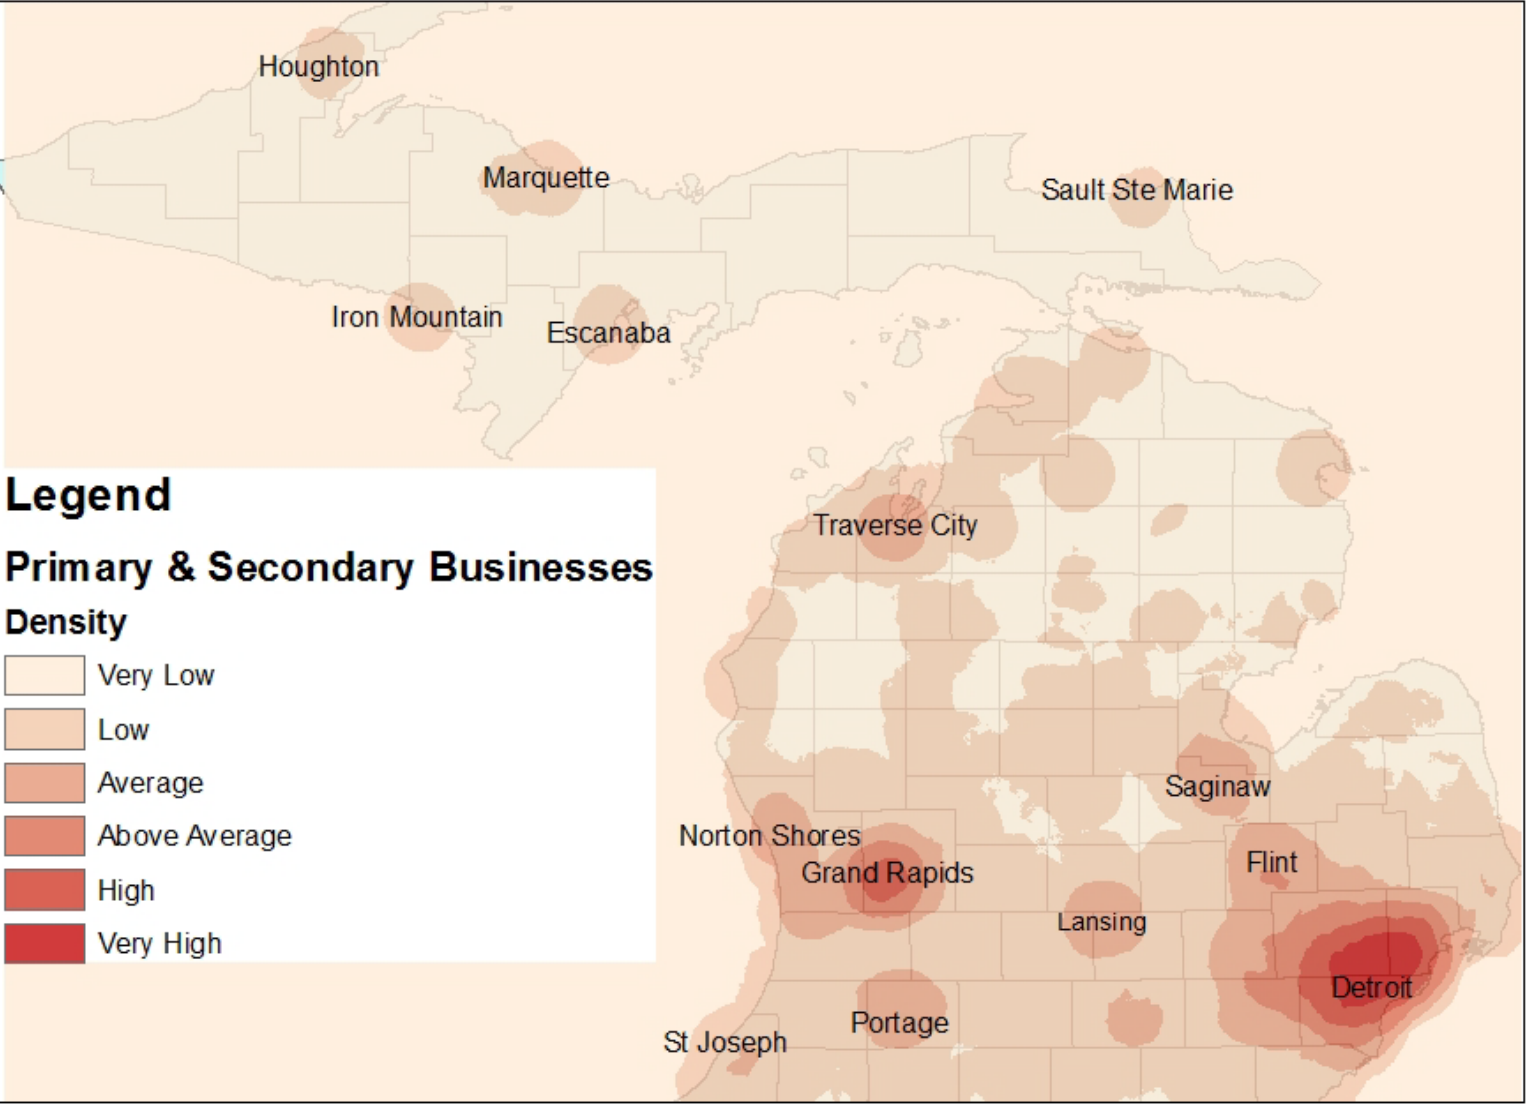 Houghton
Marquette
Sault Ste Marie
Iron Mountain
Escanaba
Legend
Primary & Secondary Businesses
Density
Very Low
Low
Average
Above Average
High
Very High
Traverse City
Saginaw
Norton Shores
Flint
Grand Rapids
Lansing
Detroit
Portage
St Joseph